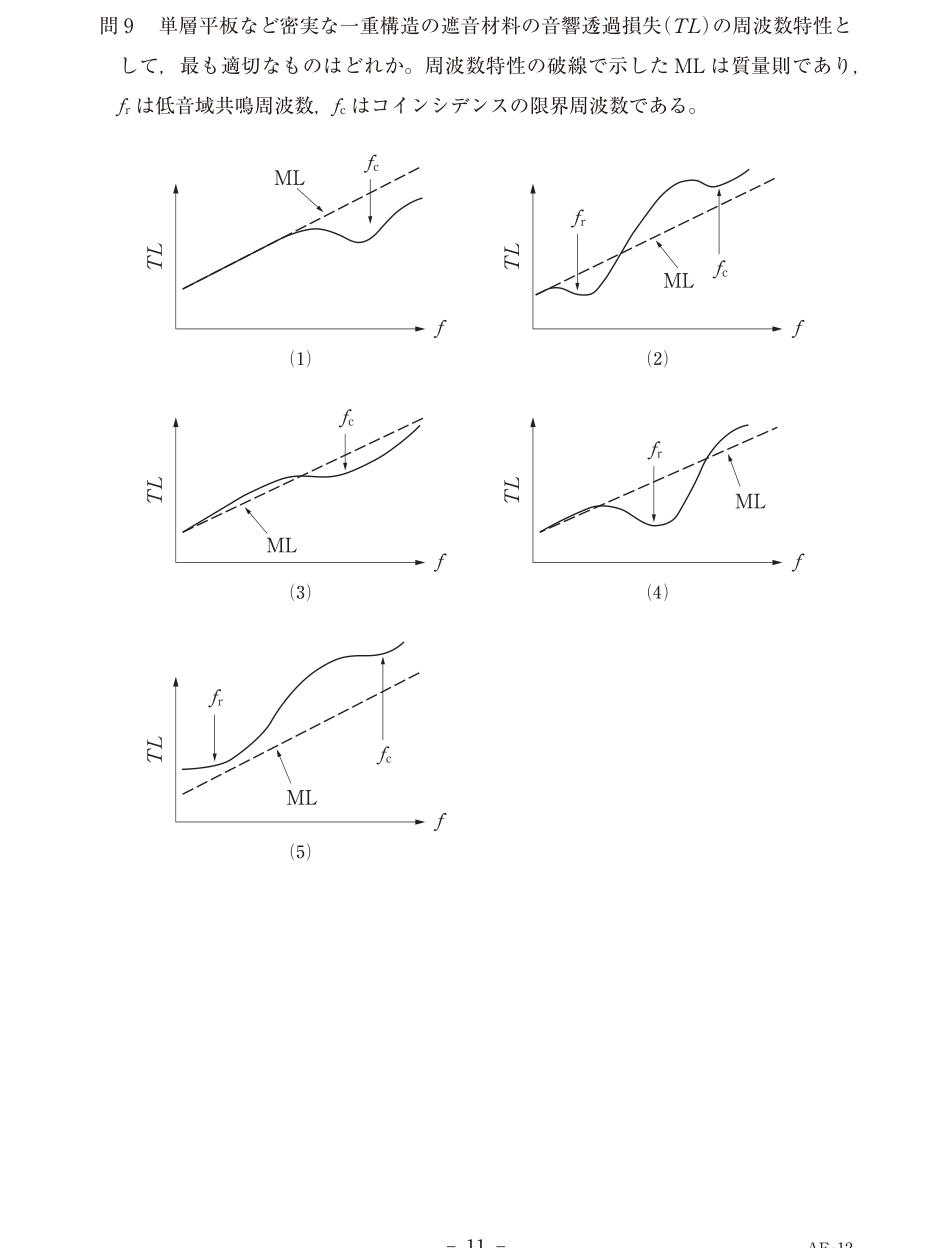 問9 単層平板など密実な一重構造の遮音材料の音響透過損失(TL)の周波数特性と
して，最も適切なものはどれか。周波数特性の破線で示した ML は質量則であり，
fr は低音域共鳴周波数，fc はコインシデンスの限界周波数である。
ML
fc
TL
f
(1)
fr
ML
fc
TL
f
(2)
fc
ML
TL
f
(3)
fr
ML
TL
f
(4)
fr
fc
ML
TL
f
(5)
− 11 −